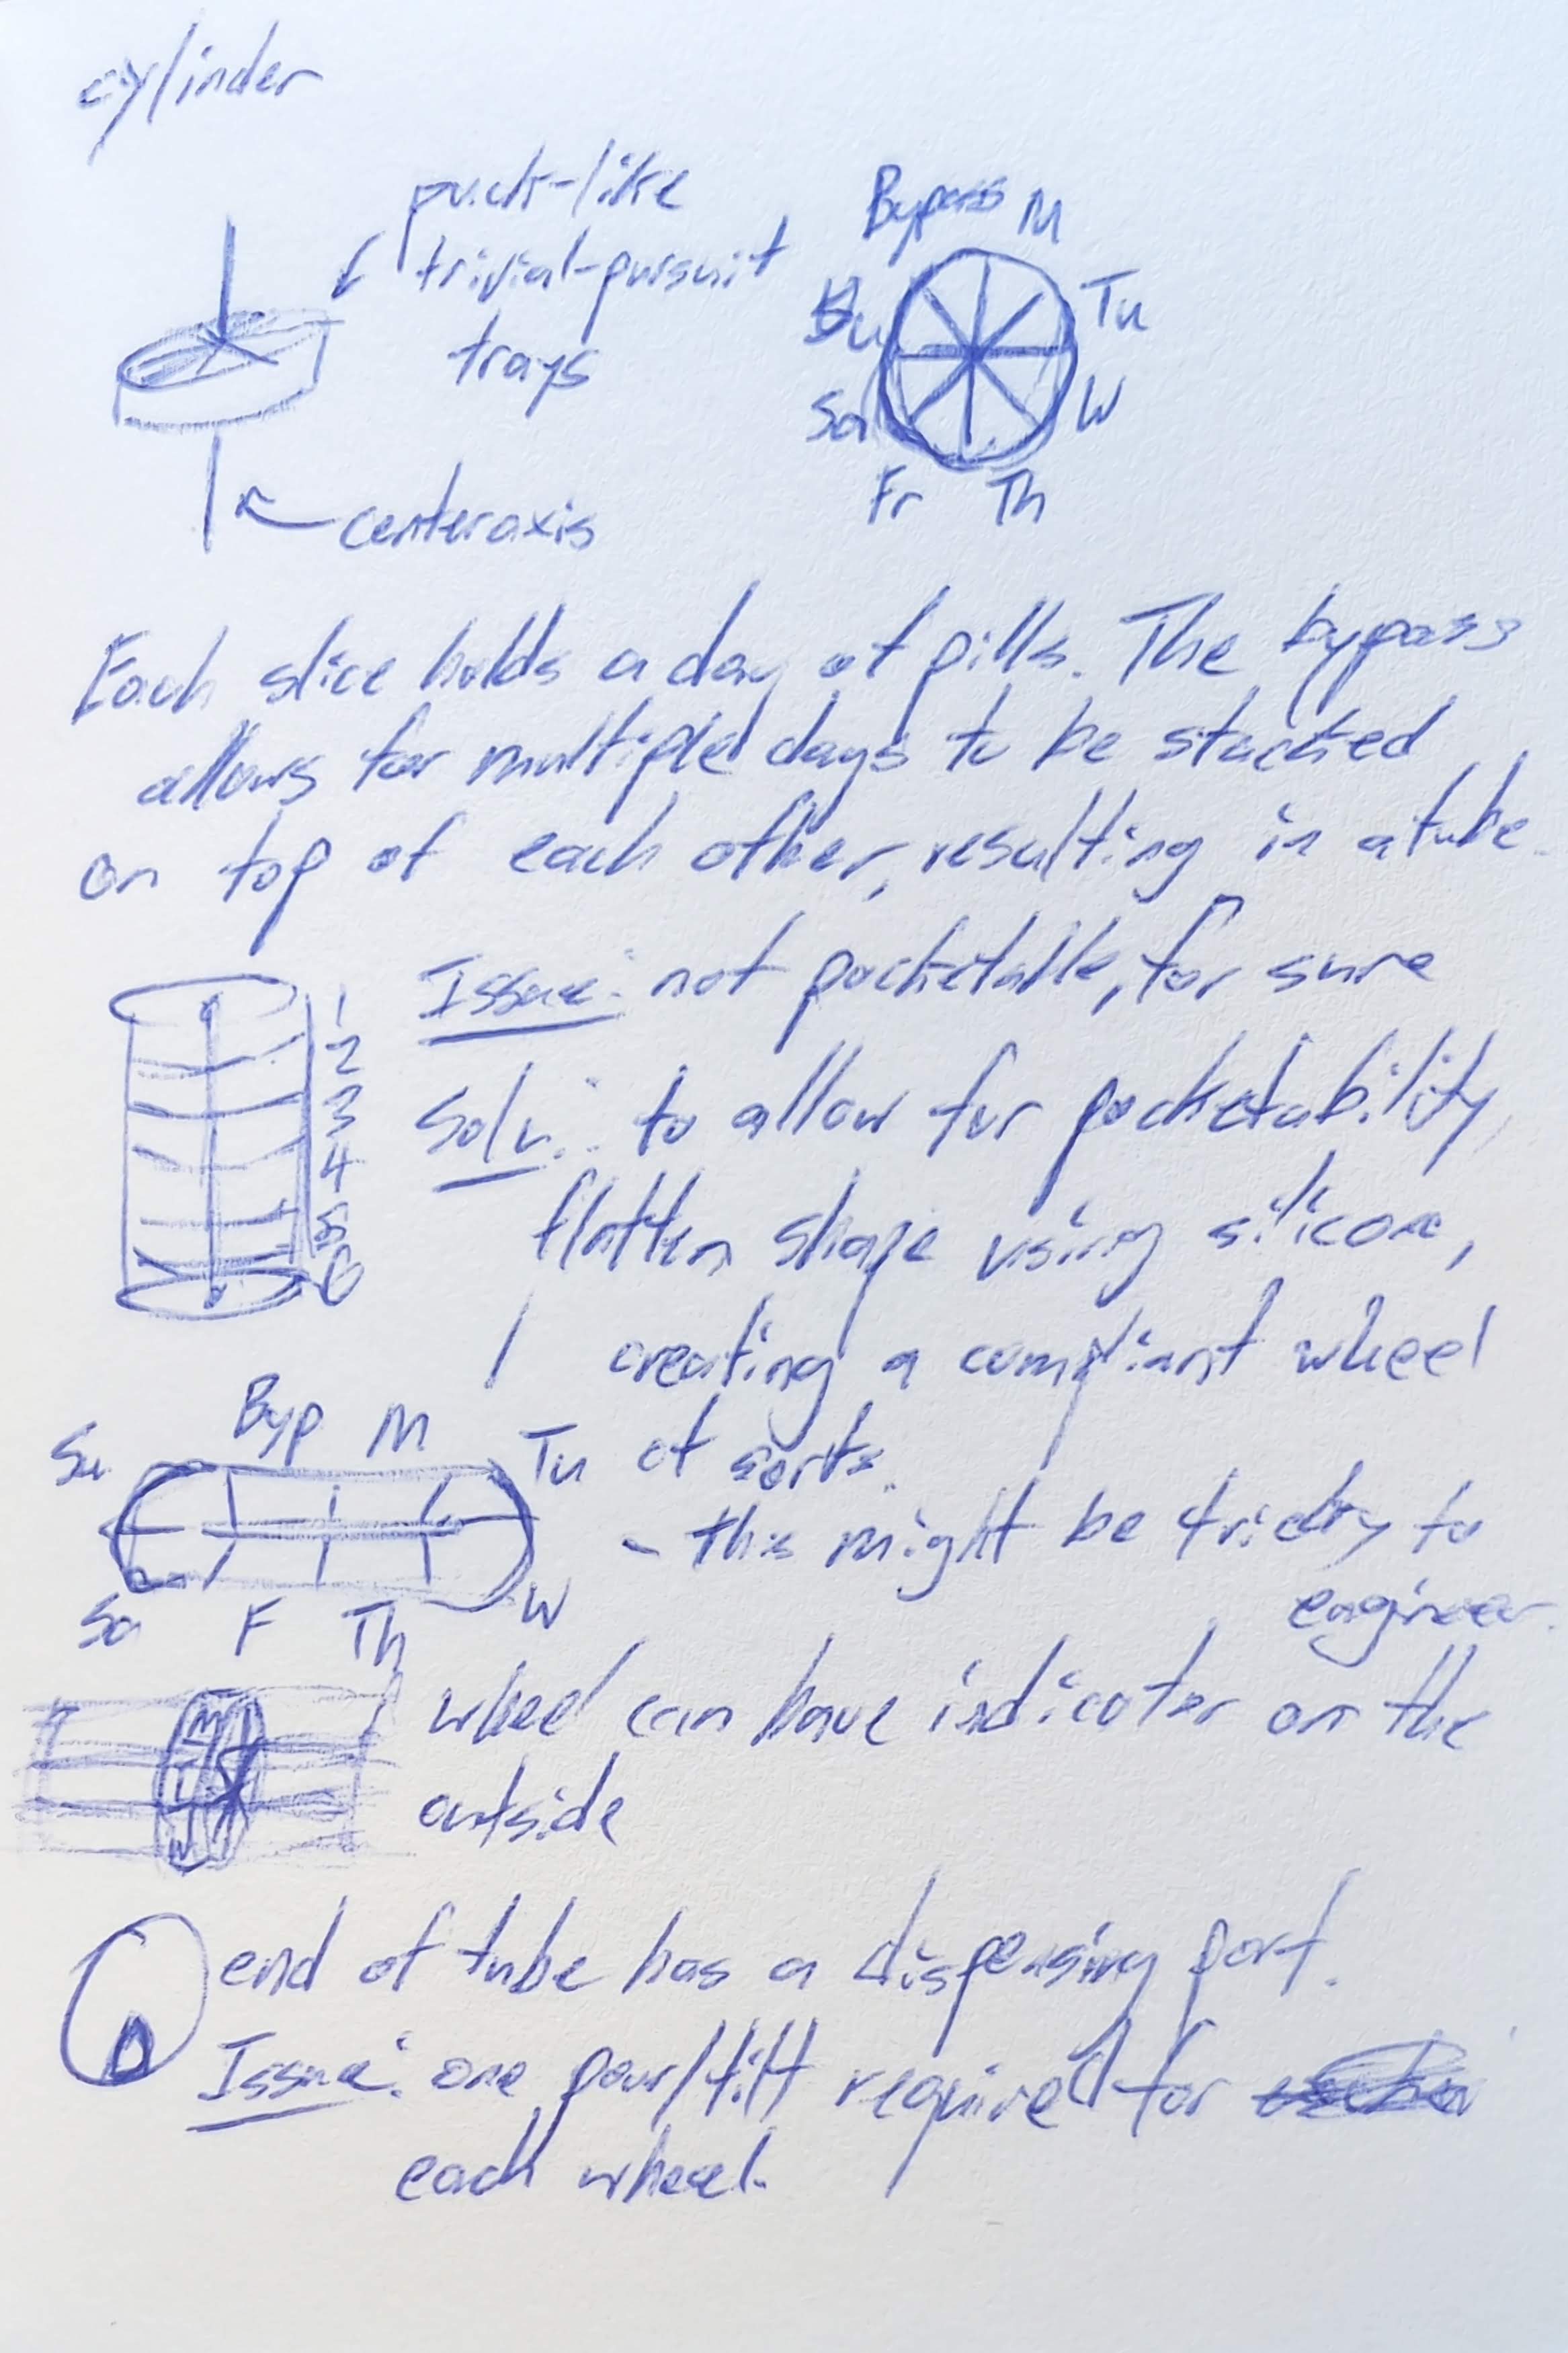 cylinder
puck-like
trivial-pursuit
trays
centeraxis
Bypass M
Su Tu
Sa W
Fr Th
Each slice holds a day of pills. The bypass
allows for multiple days to be stacked
on top of each other, resulting in a tube.
1
2
3
4
5
6
Issue: not pocketable, for sure
Solv.: to allow for pocketability,
flatten shape using silicone,
creating a compliant wheel
of sorts.
- this might be tricky to
engineer.
Su Byp M Tu
Sa F Th W
M
T
W
wheel can have indicator on the
outside
end of tube has a dispensing port.
Issue: one pour/tilt required for
each wheel.